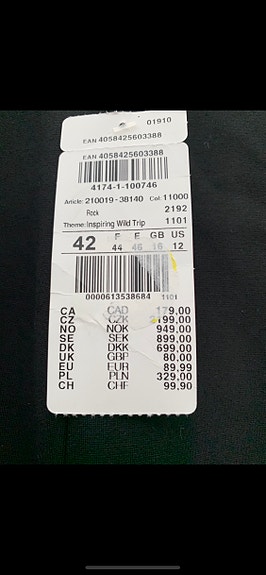 01910
EAN 4058425603388
EAN 4058425603388
4174-1-100746
Article: 210019-38140 Col: 11000
Rock 2192
Theme: Inspiring Wild Trip 1101
42 F E GB US
44 46 16 12
0000613538684 1101
CA CAD 179,00
CZ CZK 2199,00
NO NOK 949,00
SE SEK 899,00
DK DKK 699,00
UK GBP 80,00
EU EUR 89,99
PL PLN 329,00
CH CHF 99,90